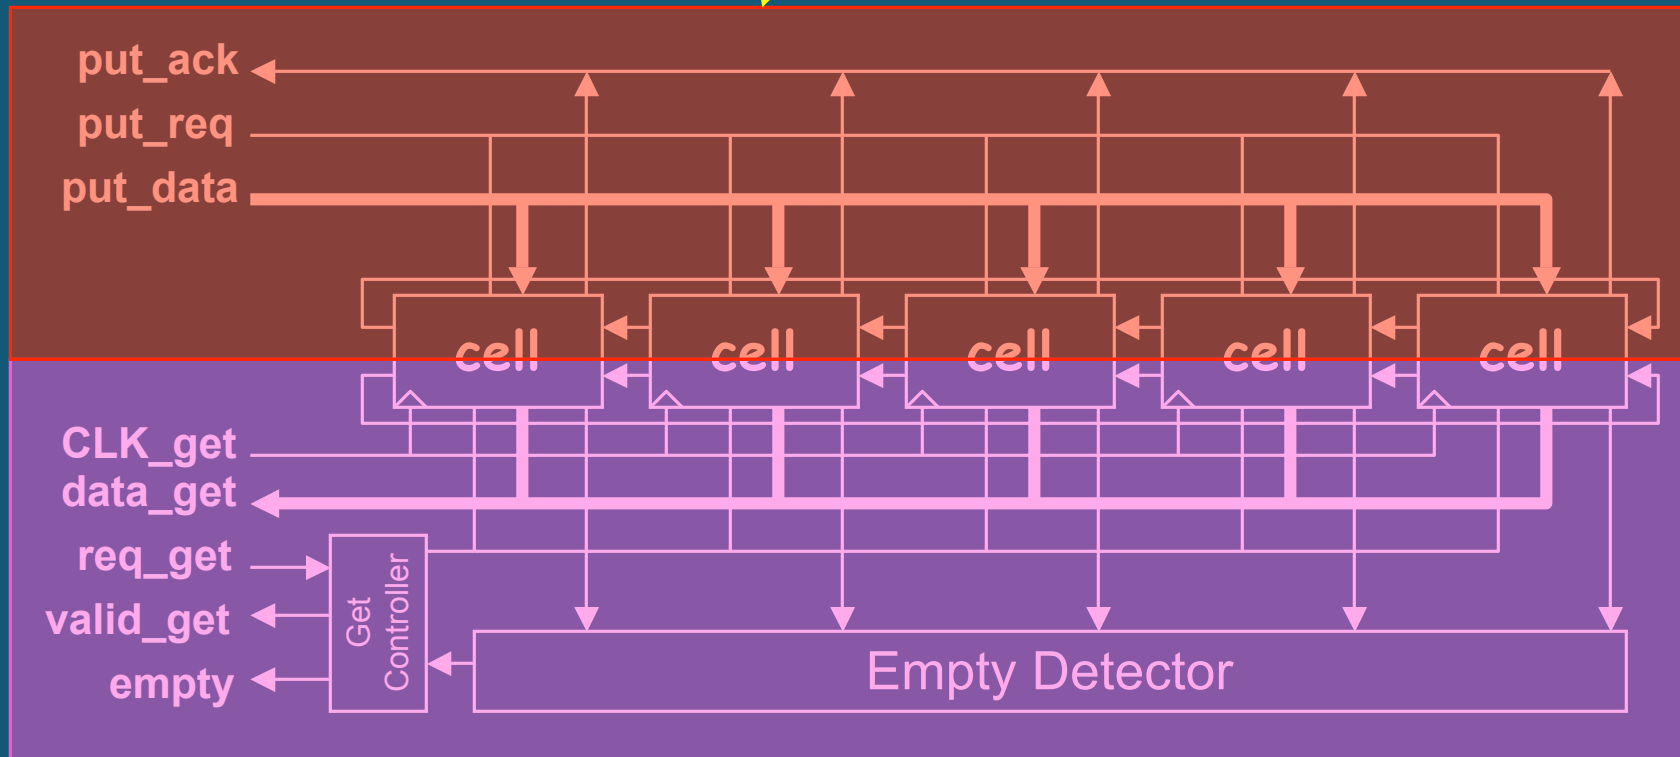 put_ack
put_req
put_data
cell cell cell cell cell
CLK_get
data_get
req_get
valid_get
empty
Get
Controller
Empty Detector